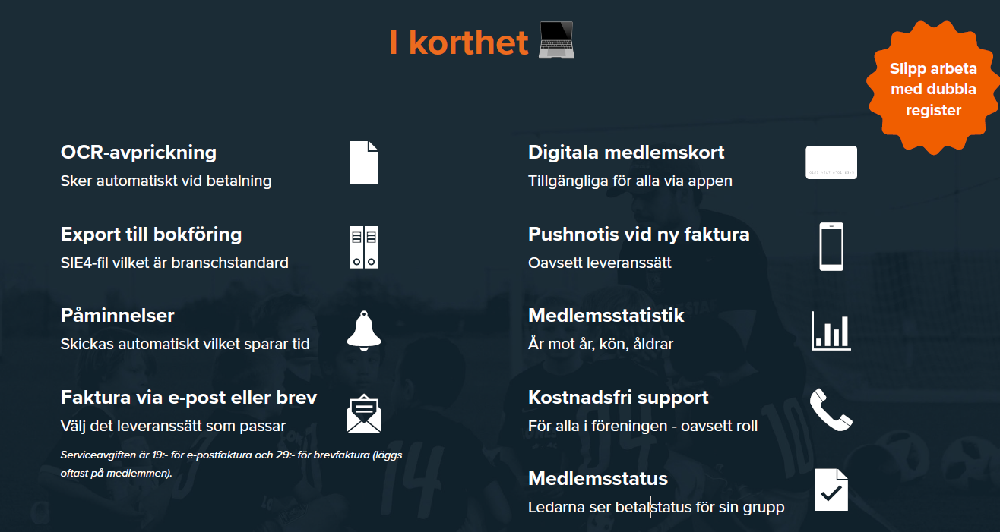 I korthet
Slipp arbeta
med dubbla
register
OCR-avprickning
Sker automatiskt vid betalning
Export till bokföring
SIE4-fil vilket är branschstandard
Påminnelser
Skickas automatiskt vilket sparar tid
Faktura via e-post eller brev
Välj det leveranssätt som passar
Serviceavgiften är 19:- för e-postfaktura och 29:- för brevfaktura (läggs
oftast på medlemmen).
Digitala medlemskort
Tillgängliga för alla via appen
Pushnotis vid ny faktura
Oavsett leveranssätt
Medlemsstatistik
År mot år, kön, åldrar
Kostnadsfri support
För alla i föreningen - oavsett roll
Medlemsstatus
Ledarna ser betalstatus för sin grupp
14
10